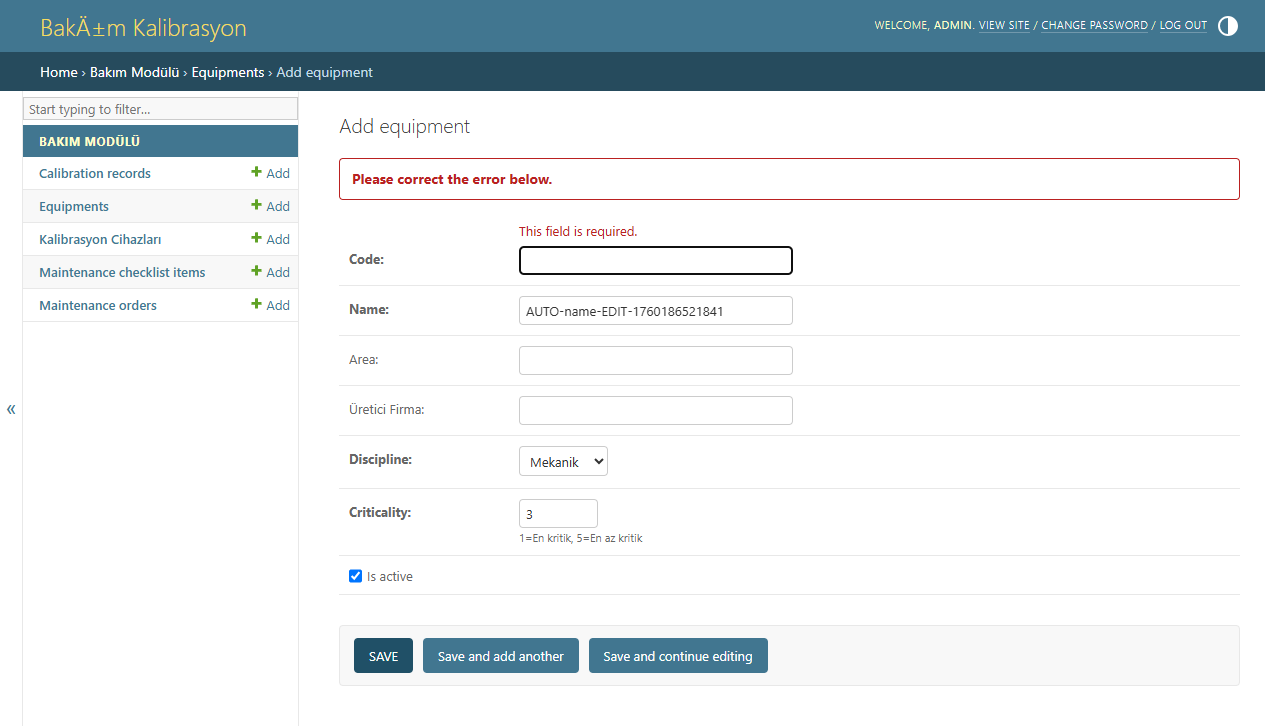 BakÄ±m Kalibrasyon
WELCOME, ADMIN. VIEW SITE / CHANGE PASSWORD / LOG OUT
Home › Bakım Modülü › Equipments › Add equipment
Start typing to filter...
BAKIM MODÜLÜ
Calibration records Add
Equipments Add
Kalibrasyon Cihazları Add
Maintenance checklist items Add
Maintenance orders Add
«
Add equipment
Please correct the error below.
This field is required.
Code:
Name: AUTO-name-EDIT-1760186521841
Area:
Üretici Firma:
Discipline: Mekanik
Criticality: 3
1=En kritik, 5=En az kritik
Is active
SAVE Save and add another Save and continue editing